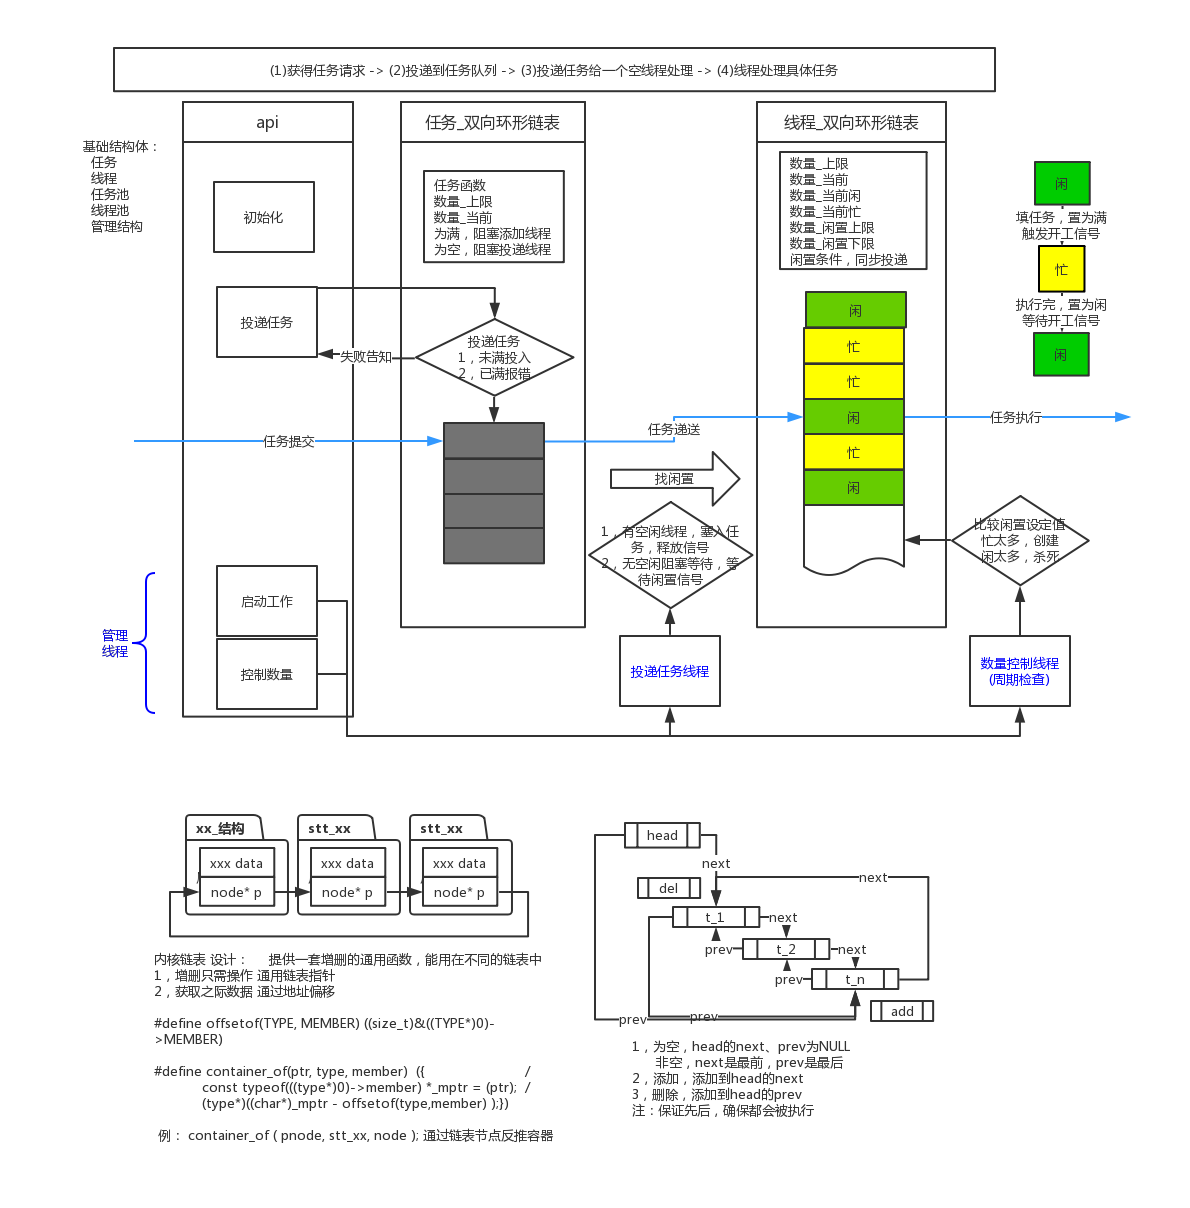 (1)获得任务请求 -> (2)投递到任务队列 -> (3)投递任务给一个空线程处理 -> (4)线程处理具体任务
api
任务_双向环形链表
线程_双向环形链表
基础结构体：
任务
线程
任务池
线程池
管理结构
初始化
任务函数
数量_上限
数量_当前
为满，阻塞添加线程
为空，阻塞投递线程
数量_上限
数量_当前
数量_当前闲
数量_当前忙
数量_闲置上限
数量_闲置下限
闲置条件，同步投递
闲
填任务，置为满
触发开工信号
忙
执行完，置为闲
等待开工信号
闲
投递任务
投递任务
1，未满投入
2，已满报错
失败告知
闲
忙
忙
闲
忙
闲
任务提交
任务递送
任务执行
找闲置
1，有空闲线程，塞入任
务，释放信号
2，无空闲阻塞等待，等
待闲置信号
比较闲置设定值
忙太多，创建
闲太多，杀死
管理
线程
启动工作
控制数量
投递任务线程
数量控制线程
(周期检查)
xx_结构
stt_xx
stt_xx
xxx data
xxx data
xxx data
node* p
node* p
node* p
内核链表 设计： 提供一套增删的通用函数，能用在不同的链表中
1，增删只需操作 通用链表指针
2，获取之际数据 通过地址偏移
#define offsetof(TYPE, MEMBER) ((size_t)&((TYPE*)0)-
>MEMBER)
#define container_of(ptr, type, member) ({ /
const typeof(((type*)0)->member) *_mptr = (ptr); /
(type*)((char*)_mptr - offsetof(type,member) );})
例： container_of ( pnode, stt_xx, node ); 通过链表节点反推容器
head
next
del
next
t_1
next
prev
t_2
next
prev
t_n
add
prev
prev
1，为空，head的next、prev为NULL
非空，next是最前，prev是最后
2，添加，添加到head的next
3，删除，添加到head的prev
注：保证先后，确保都会被执行